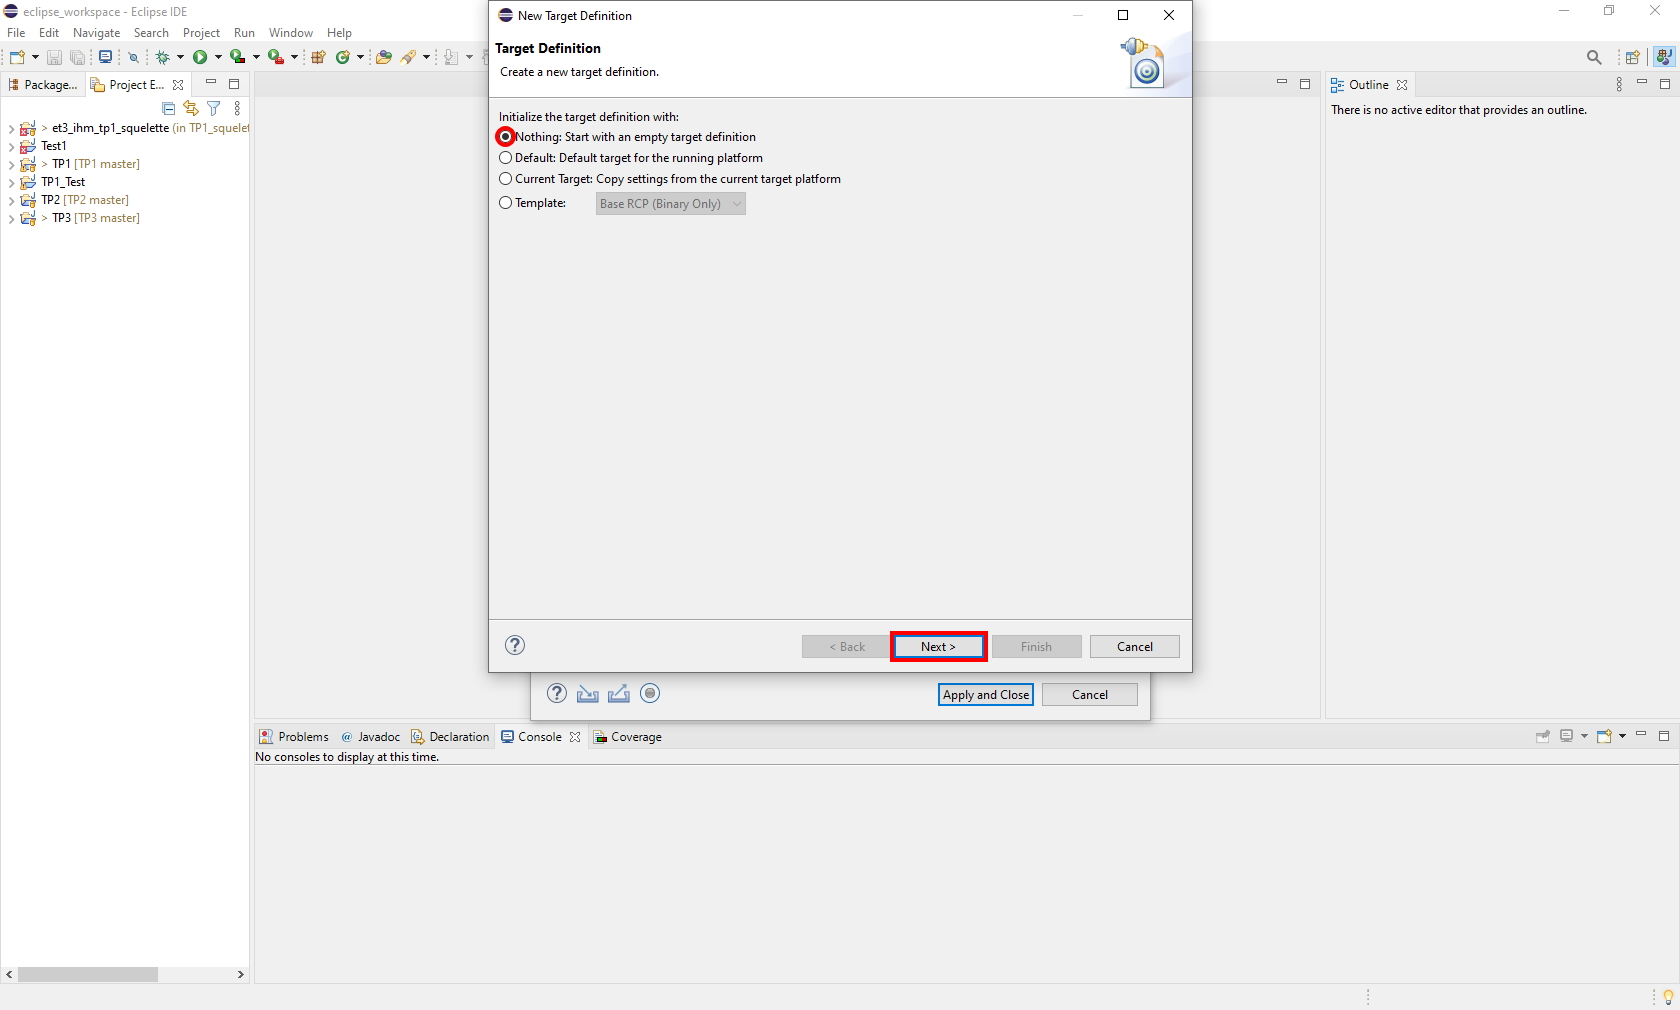 eclipse_workspace - Eclipse IDE
File Edit Navigate Search Project Run Window Help
Package...
Project E...
> et3_ihm_tp1_squelette (in TP1_squelet
Test1
> TP1 [TP1 master]
TP1_Test
TP2 [TP2 master]
> TP3 [TP3 master]
New Target Definition
Target Definition
Create a new target definition.
Initialize the target definition with:
Nothing: Start with an empty target definition
Default: Default target for the running platform
Current Target: Copy settings from the current target platform
Template: Base RCP (Binary Only)
< Back Next > Finish Cancel
Apply and Close Cancel
Outline
There is no active editor that provides an outline.
Problems @ Javadoc Declaration Console Coverage
No consoles to display at this time.